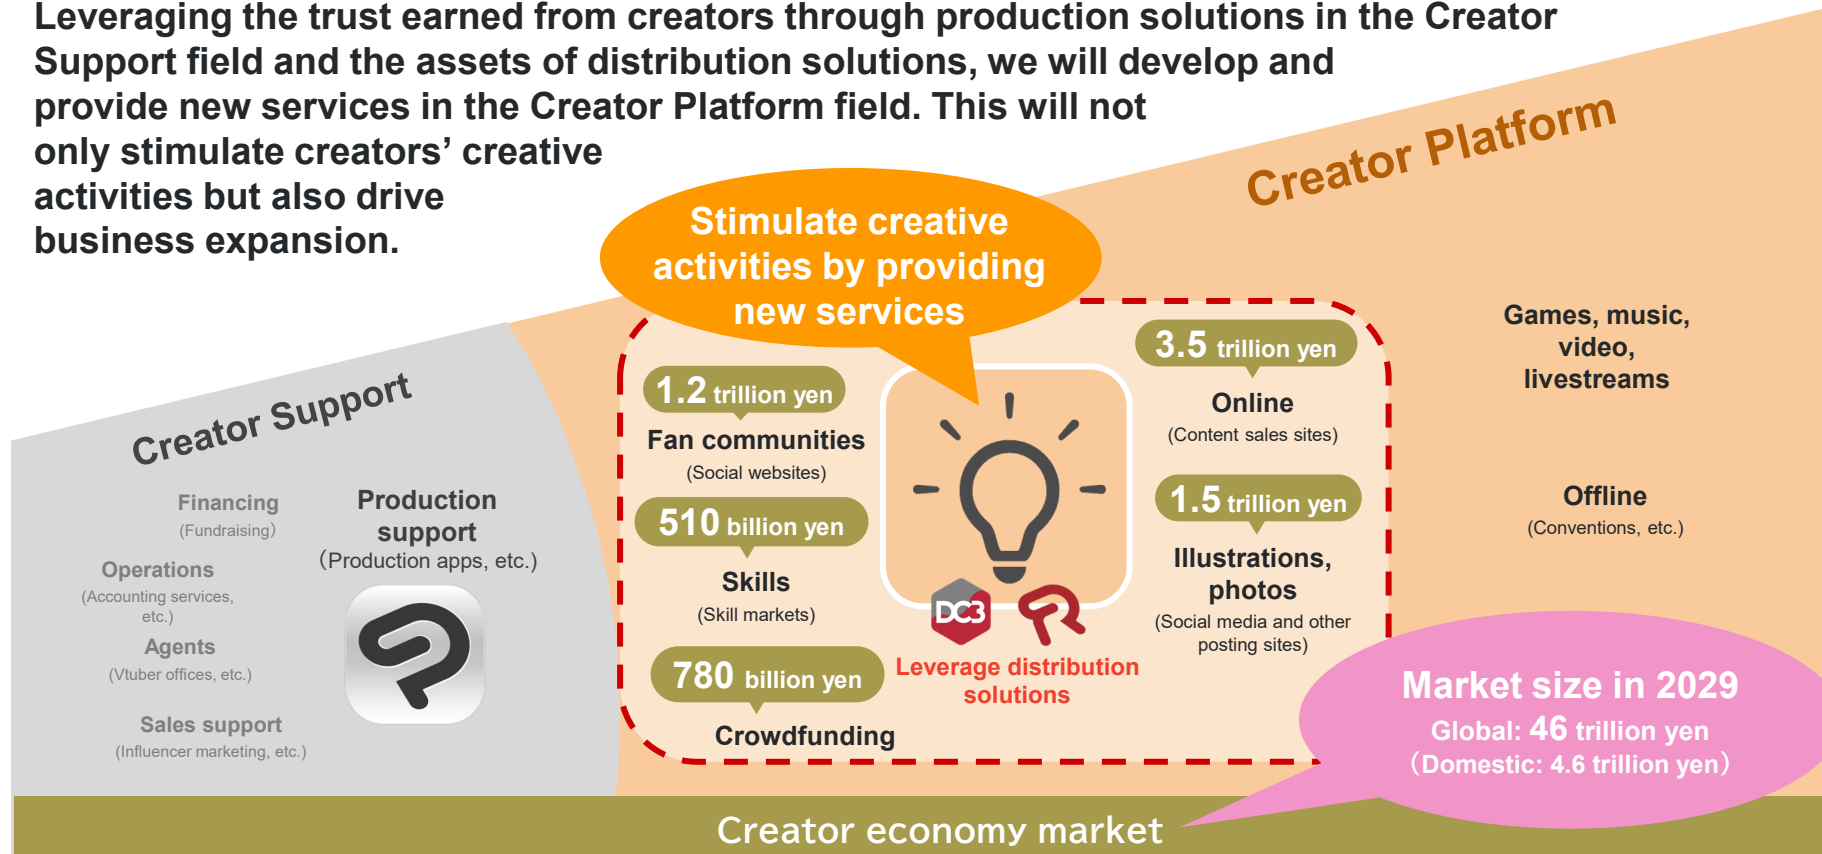 Leveraging the trust earned from creators through production solutions in the Creator
Support field and the assets of distribution solutions, we will develop and
provide new services in the Creator Platform field. This will not
only stimulate creators’ creative
activities but also drive
business expansion.
Creator Platform
Stimulate creative
activities by providing
new services
Creator Support
Financing
(Fundraising）
Operations
(Accounting services,
etc.)
Agents
(Vtuber offices, etc.)
Sales support
(Influencer marketing, etc.)
Production
support
（Production apps, etc.)
1.2 trillion yen
Fan communities
(Social websites)
510 billion yen
Skills
(Skill markets)
780 billion yen
Crowdfunding
DC3
Leverage distribution
solutions
3.5 trillion yen
Online
(Content sales sites)
1.5 trillion yen
Illustrations,
photos
(Social media and other
posting sites)
Games, music,
video,
livestreams
Offline
(Conventions, etc.)
Market size in 2029
Global: 46 trillion yen
（Domestic: 4.6 trillion yen）
Creator economy market